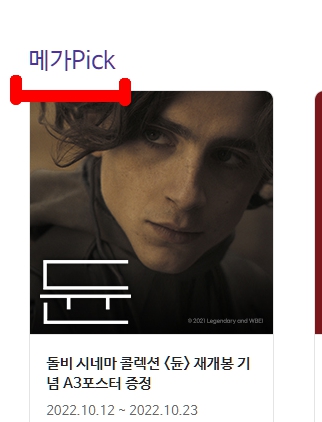 메가Pick
듄
© 2021 Legendary and WBEI
돌비 시네마 콜렉션 <듄> 재개봉 기
념 A3포스터 증정
2022.10.12 ~ 2022.10.23